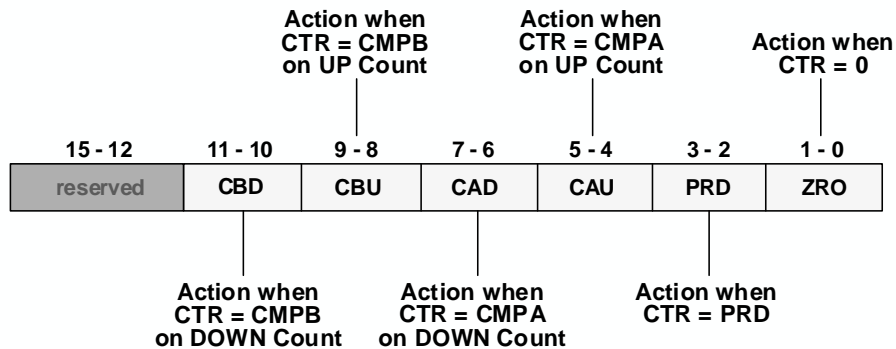 Action when
CTR = CMPB
on UP Count
Action when
CTR = CMPA
on UP Count
Action when
CTR = 0
15 - 12 11 - 10 9 - 8 7 - 6 5 - 4 3 - 2 1 - 0
reserved CBD CBU CAD CAU PRD ZRO
Action when
CTR = CMPB
on DOWN Count
Action when
CTR = CMPA
on DOWN Count
Action when
CTR = PRD